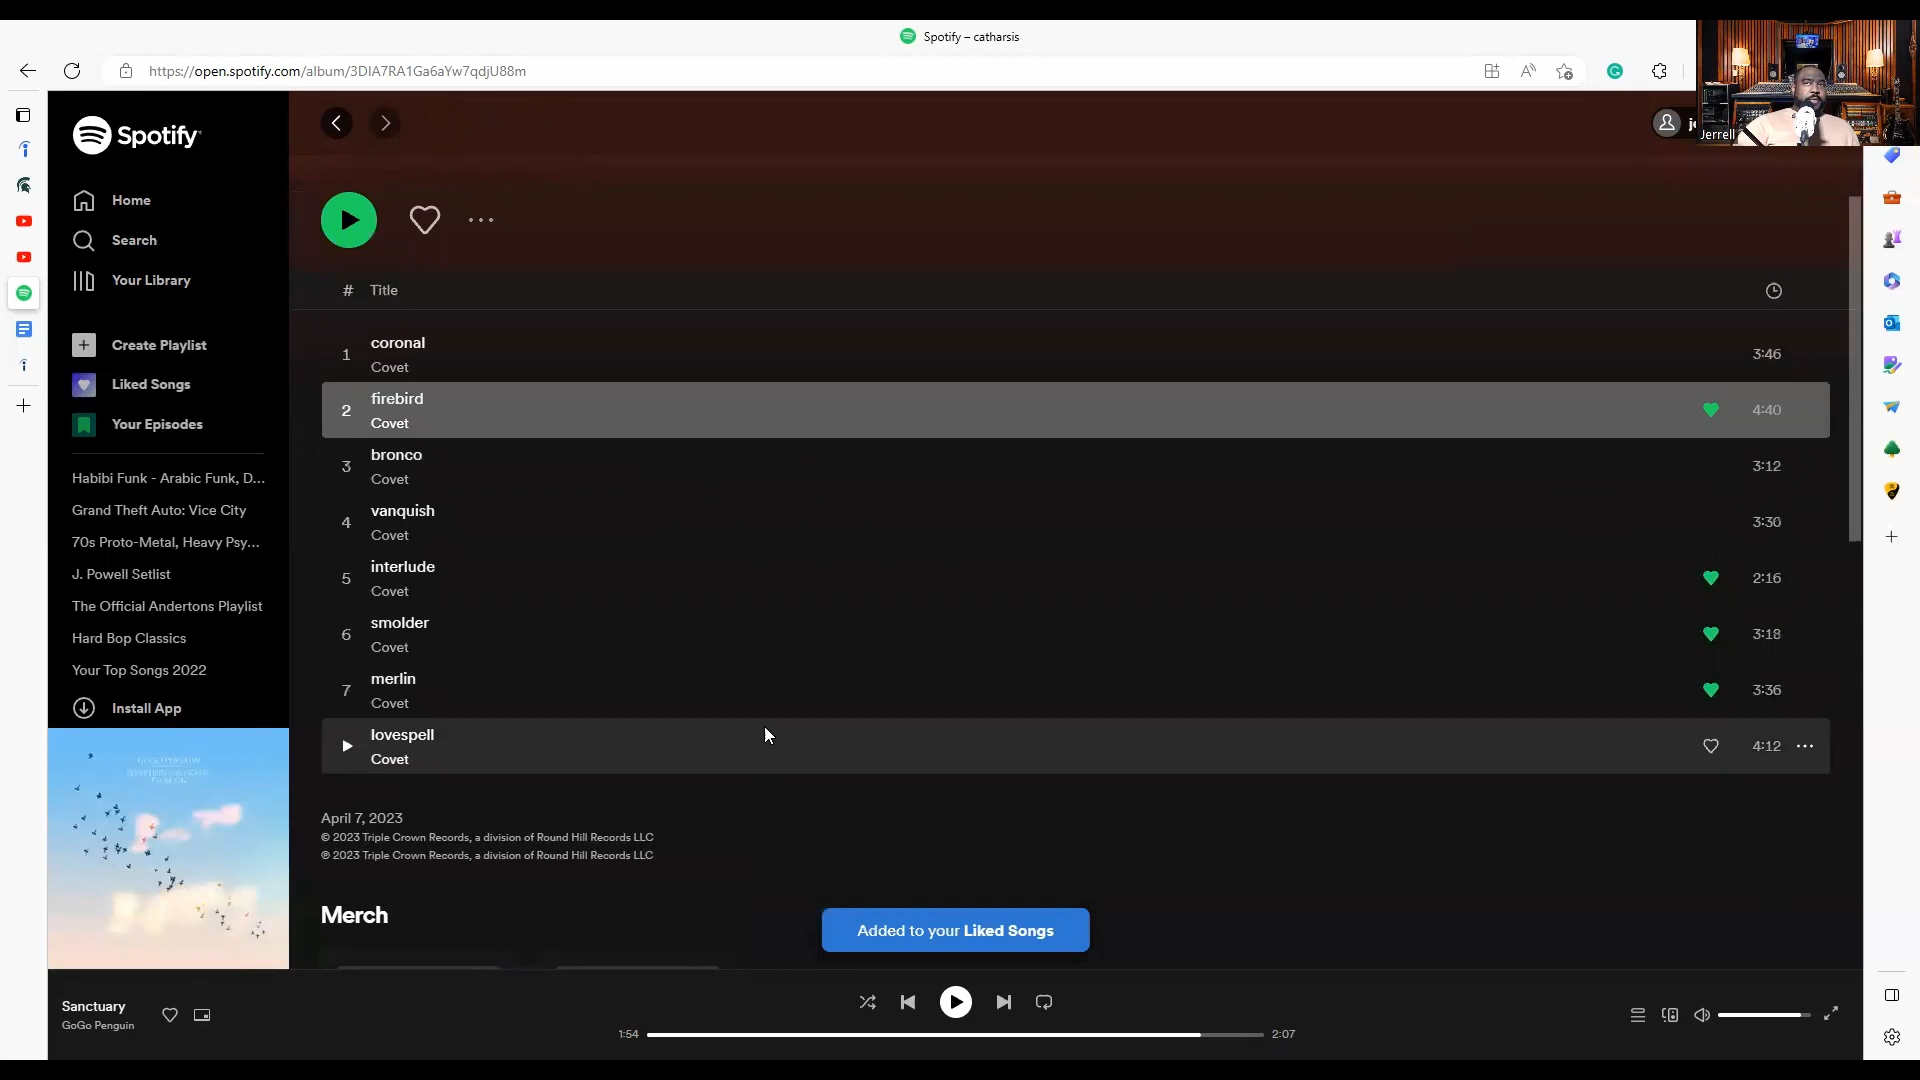 Spotify – catharsis
https://open.spotify.com/album/3DIA7RA1Ga6aYw7qdjU88m
Jerrell
Spotify
Home
Search
Your Library
Create Playlist
Liked Songs
Your Episodes
Habibi Funk - Arabic Funk, D...
Grand Theft Auto: Vice City
70s Proto-Metal, Heavy Psy...
J. Powell Setlist
The Official Andertons Playlist
Hard Bop Classics
Your Top Songs 2022
Install App
# Title
1 coronal 3:46
Covet
2 firebird 4:40
Covet
3 bronco 3:12
Covet
4 vanquish 3:30
Covet
5 interlude 2:16
Covet
6 smolder 3:18
Covet
7 merlin 3:36
Covet
lovespell 4:12
Covet
April 7, 2023
© 2023 Triple Crown Records, a division of Round Hill Records LLC
℗ 2023 Triple Crown Records, a division of Round Hill Records LLC
Merch
Added to your Liked Songs
Sanctuary
GoGo Penguin
1:54 2:07